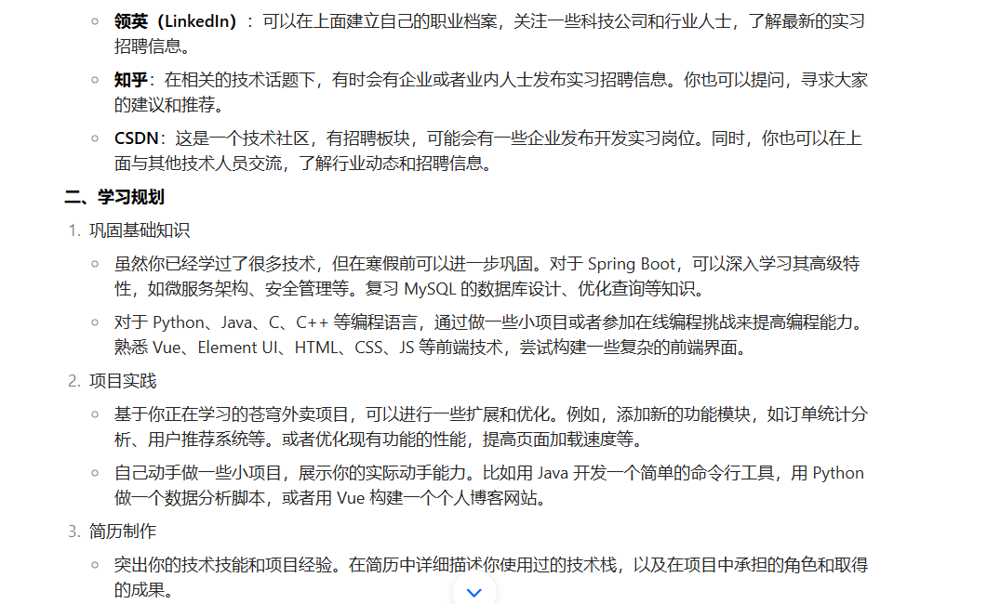 领英（LinkedIn）：可以在上面建立自己的职业档案，关注一些科技公司和行业人士，了解最新的实习
招聘信息。
知乎：在相关的技术话题下，有时会有企业或者业内人士发布实习招聘信息。你也可以提问，寻求大家
的建议和推荐。
CSDN：这是一个技术社区，有招聘板块，可能会有一些企业发布开发实习岗位。同时，你也可以在上
面与其他技术人员交流，了解行业动态和招聘信息。
二、学习规划
1. 巩固基础知识
虽然你已经学过了很多技术，但在寒假前可以进一步巩固。对于 Spring Boot，可以深入学习其高级特
性，如微服务架构、安全管理等。复习 MySQL 的数据库设计、优化查询等知识。
对于 Python、Java、C、C++ 等编程语言，通过做一些小项目或者参加在线编程挑战来提高编程能力。
熟悉 Vue、Element UI、HTML、CSS、JS 等前端技术，尝试构建一些复杂的前端界面。
2. 项目实践
基于你正在学习的苍穹外卖项目，可以进行一些扩展和优化。例如，添加新的功能模块，如订单统计分
析、用户推荐系统等。或者优化现有功能的性能，提高页面加载速度等。
自己动手做一些小项目，展示你的实际动手能力。比如用 Java 开发一个简单的命令行工具，用 Python
做一个数据分析脚本，或者用 Vue 构建一个个人博客网站。
3. 简历制作
突出你的技术技能和项目经验。在简历中详细描述你使用过的技术栈，以及在项目中承担的角色和取得
的成果。